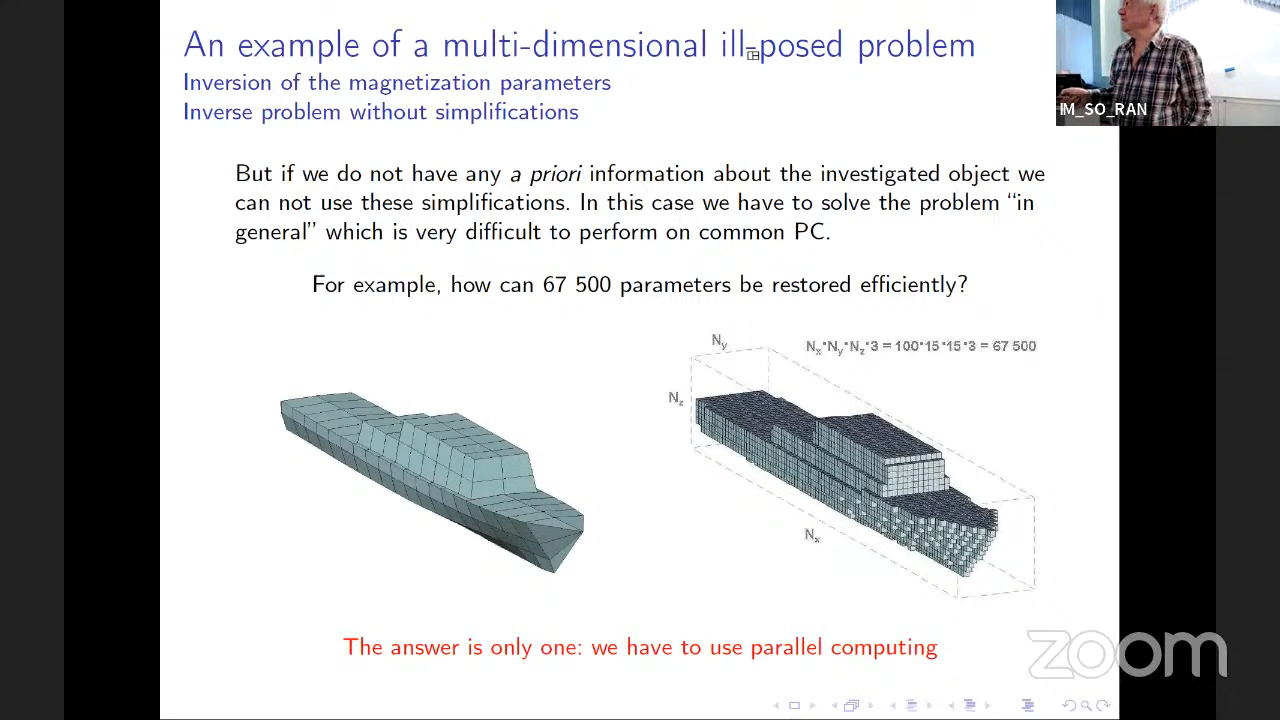 An example of a multi-dimensional ill-posed problem
Inversion of the magnetization parameters
Inverse problem without simplifications
IM_SO_RAN
But if we do not have any a priori information about the investigated object we
can not use these simplifications. In this case we have to solve the problem “in
general” which is very difficult to perform on common PC.
For example, how can 67 500 parameters be restored efficiently?
Ny
Nx*Ny*Nz*3 = 100*15*15*3 = 67 500
Nz
Nx
The answer is only one: we have to use parallel computing
zoom